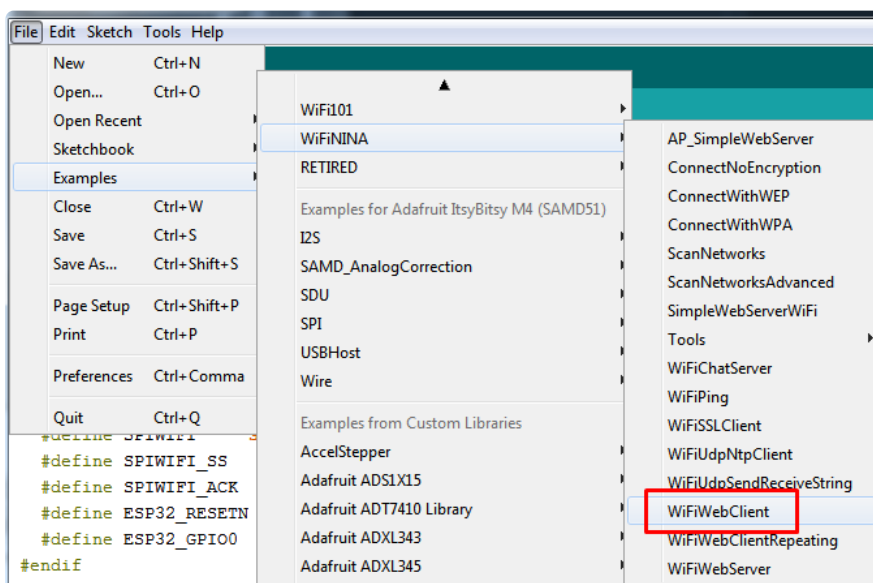 File Edit Sketch Tools Help
New Ctrl+N
Open... Ctrl+O
Open Recent
Sketchbook
Examples
Close Ctrl+W
Save Ctrl+S
Save As... Ctrl+Shift+S
Page Setup Ctrl+Shift+P
Print Ctrl+P
Preferences Ctrl+Comma
Quit Ctrl+Q
WiFi101
WiFiNINA
RETIRED
Examples for Adafruit ItsyBitsy M4 (SAMD51)
I2S
SAMD_AnalogCorrection
SDU
SPI
USBHost
Wire
Examples from Custom Libraries
AccelStepper
Adafruit ADS1X15
Adafruit ADT7410 Library
Adafruit ADXL343
Adafruit ADXL345
AP_SimpleWebServer
ConnectNoEncryption
ConnectWithWEP
ConnectWithWPA
ScanNetworks
ScanNetworksAdvanced
SimpleWebServerWiFi
Tools
WiFiChatServer
WiFiPing
WiFiSSLClient
WiFiUdpNtpClient
WiFiUdpSendReceiveString
WiFiWebClient
WiFiWebClientRepeating
WiFiWebServer
#define SPIWIFI
#define SPIWIFI_SS
#define SPIWIFI_ACK
#define ESP32_RESETN
#define ESP32_GPIO0
#endif